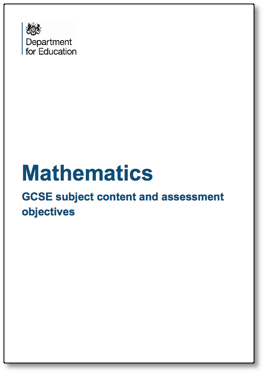 Department
for Education
Mathematics
GCSE subject content and assessment
objectives